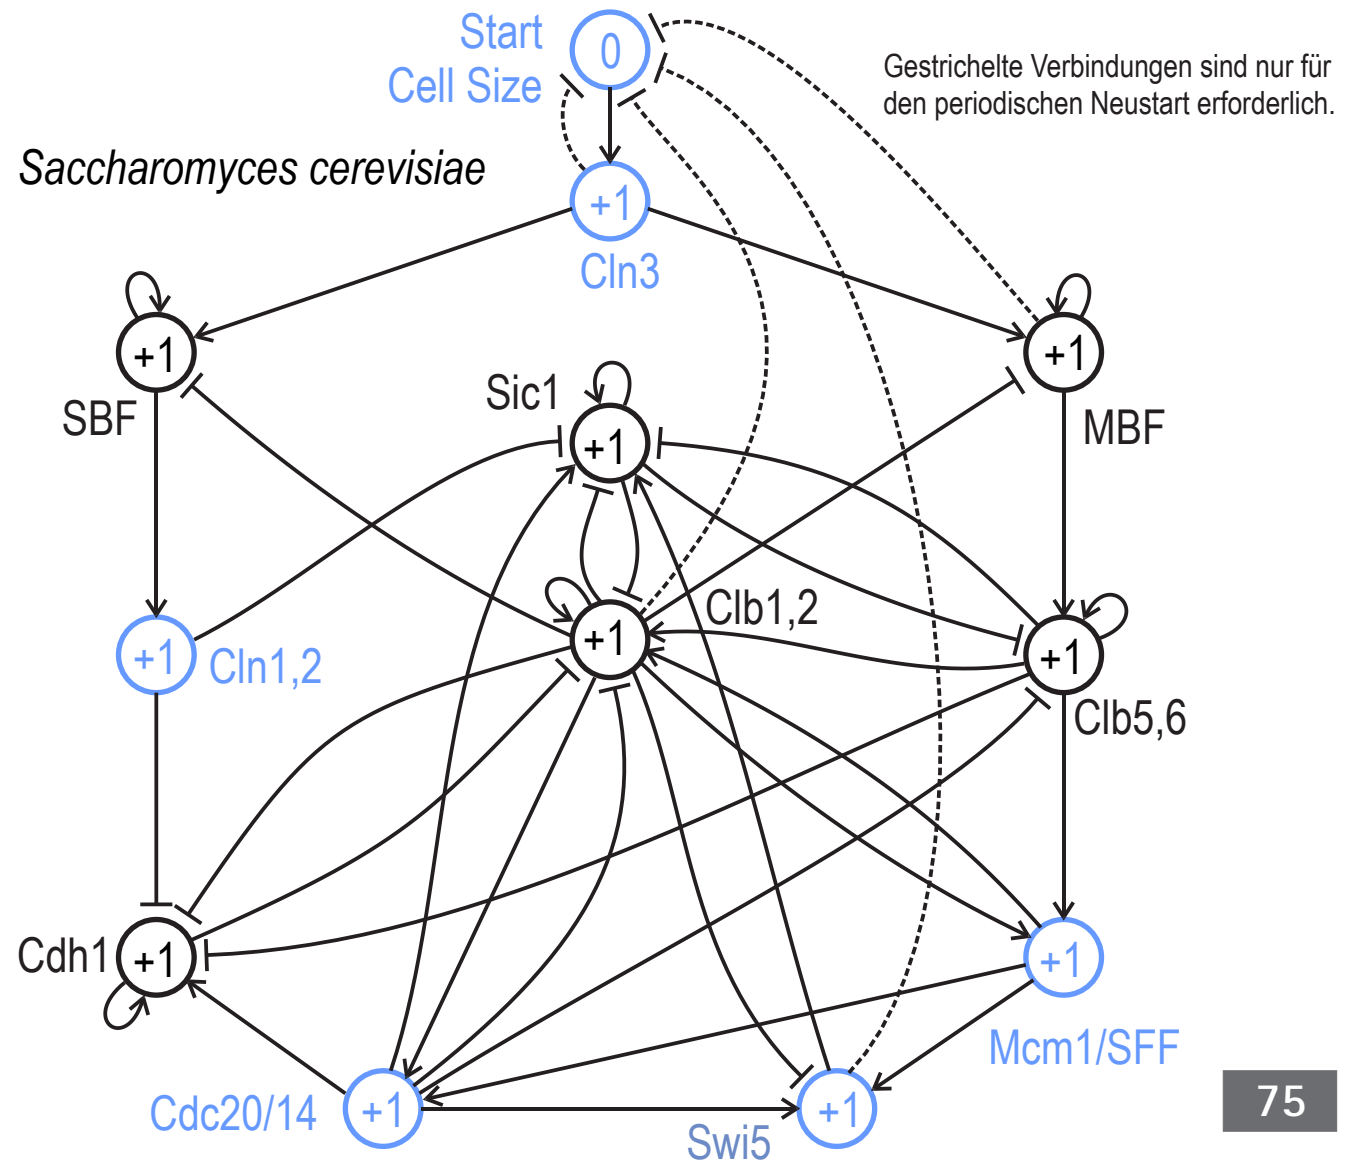 Start
0
Cell Size
Gestrichelte Verbindungen sind nur für
den periodischen Neustart erforderlich.
Saccharomyces cerevisiae
+1
Cln3
+1
SBF
+1
MBF
Sic1
+1
+1
Clb1,2
+1
Cln1,2
+1
Clb5,6
Cdh1
+1
+1
Mcm1/SFF
Cdc20/14
+1
+1
Swi5
75